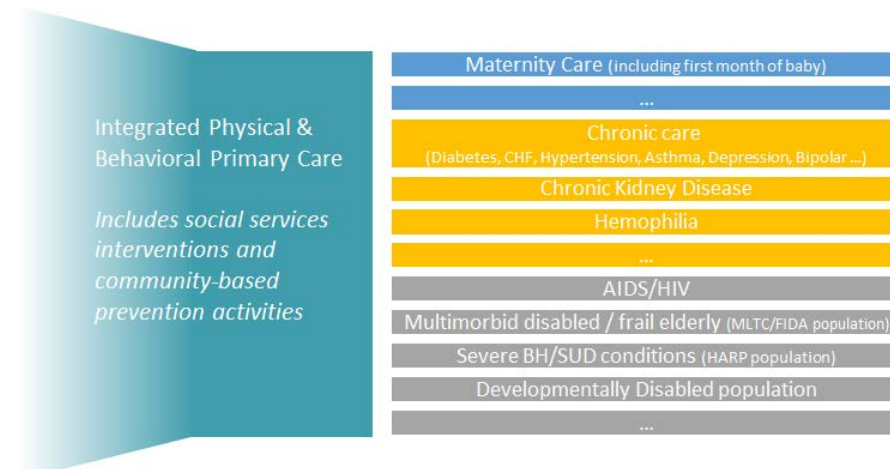 Integrated Physical &
Behavioral Primary Care
Includes social services
interventions and
community-based
prevention activities
Maternity Care (including first month of baby)
...
Chronic care
(Diabetes, CHF, Hypertension, Asthma, Depression, Bipolar...)
Chronic Kidney Disease
Hemophilia
...
AIDS/HIV
Multimorbid disabled / frail elderly (MLTC/FIDA population)
Severe BH/SUD conditions (HARP population)
Developmentally Disabled population
...